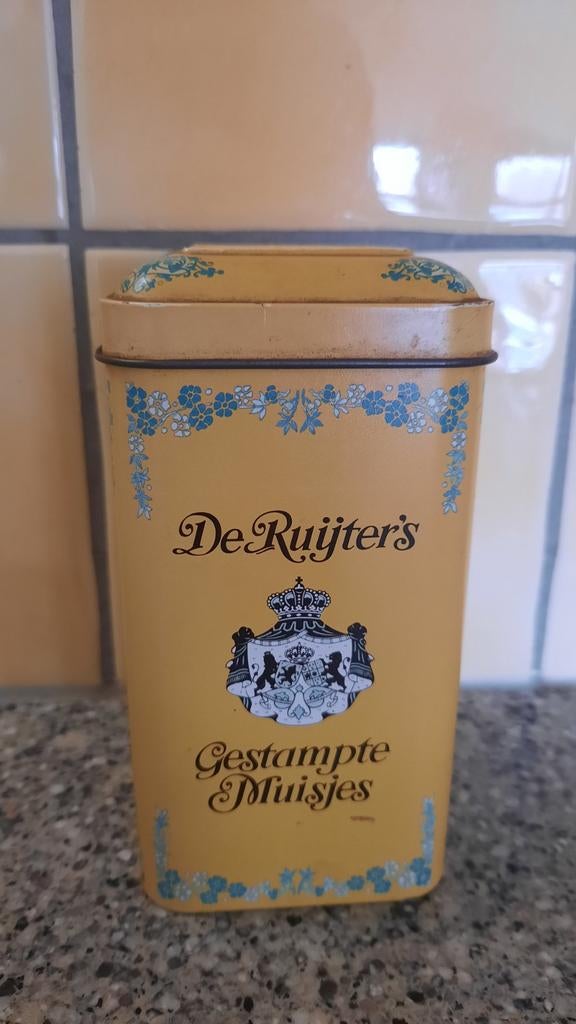 De Ruijter's
Gestampte
Muisjes